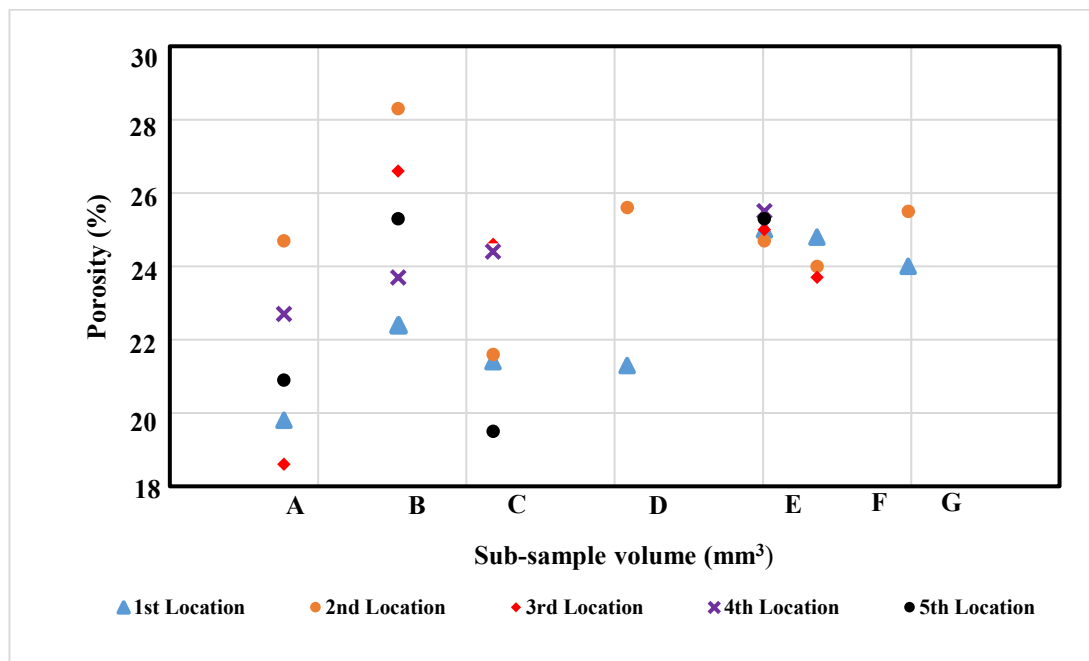 30
28
26
24
22
20
18
Porosity (%)
A B C D E F G
Sub-sample volume (mm³)
1st Location 2nd Location 3rd Location 4th Location 5th Location